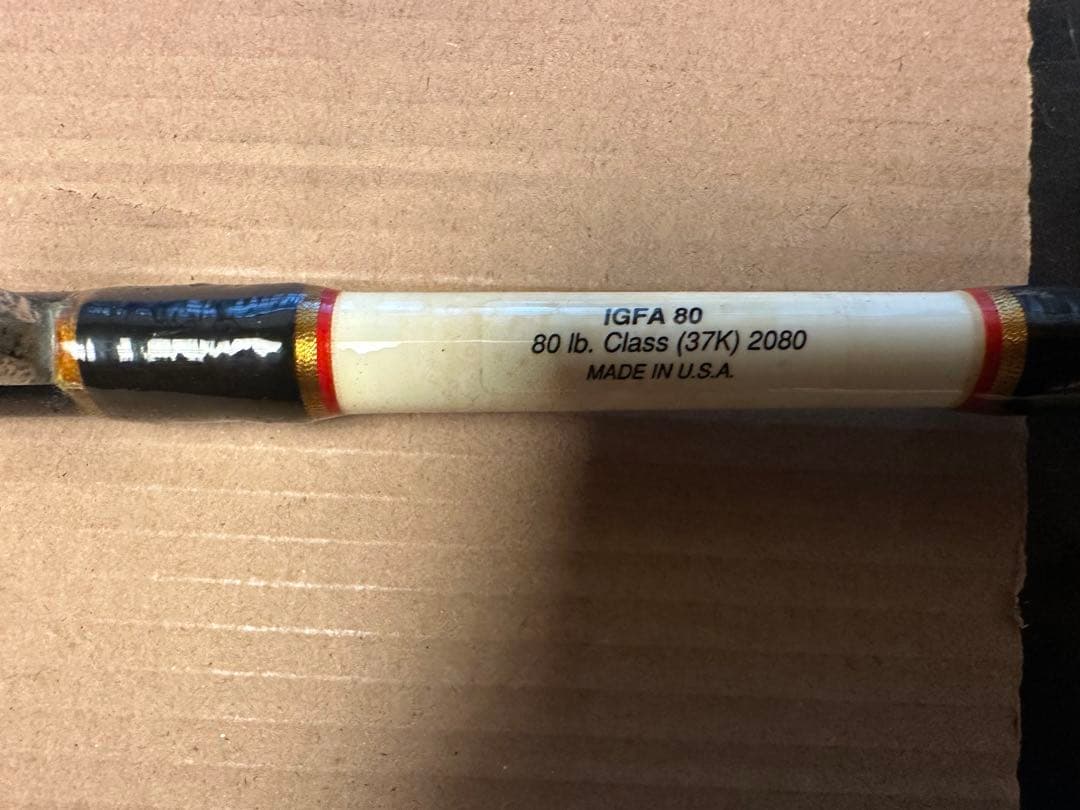 IGFA 80
80 lb. Class (37K) 2080
MADE IN U.S.A.